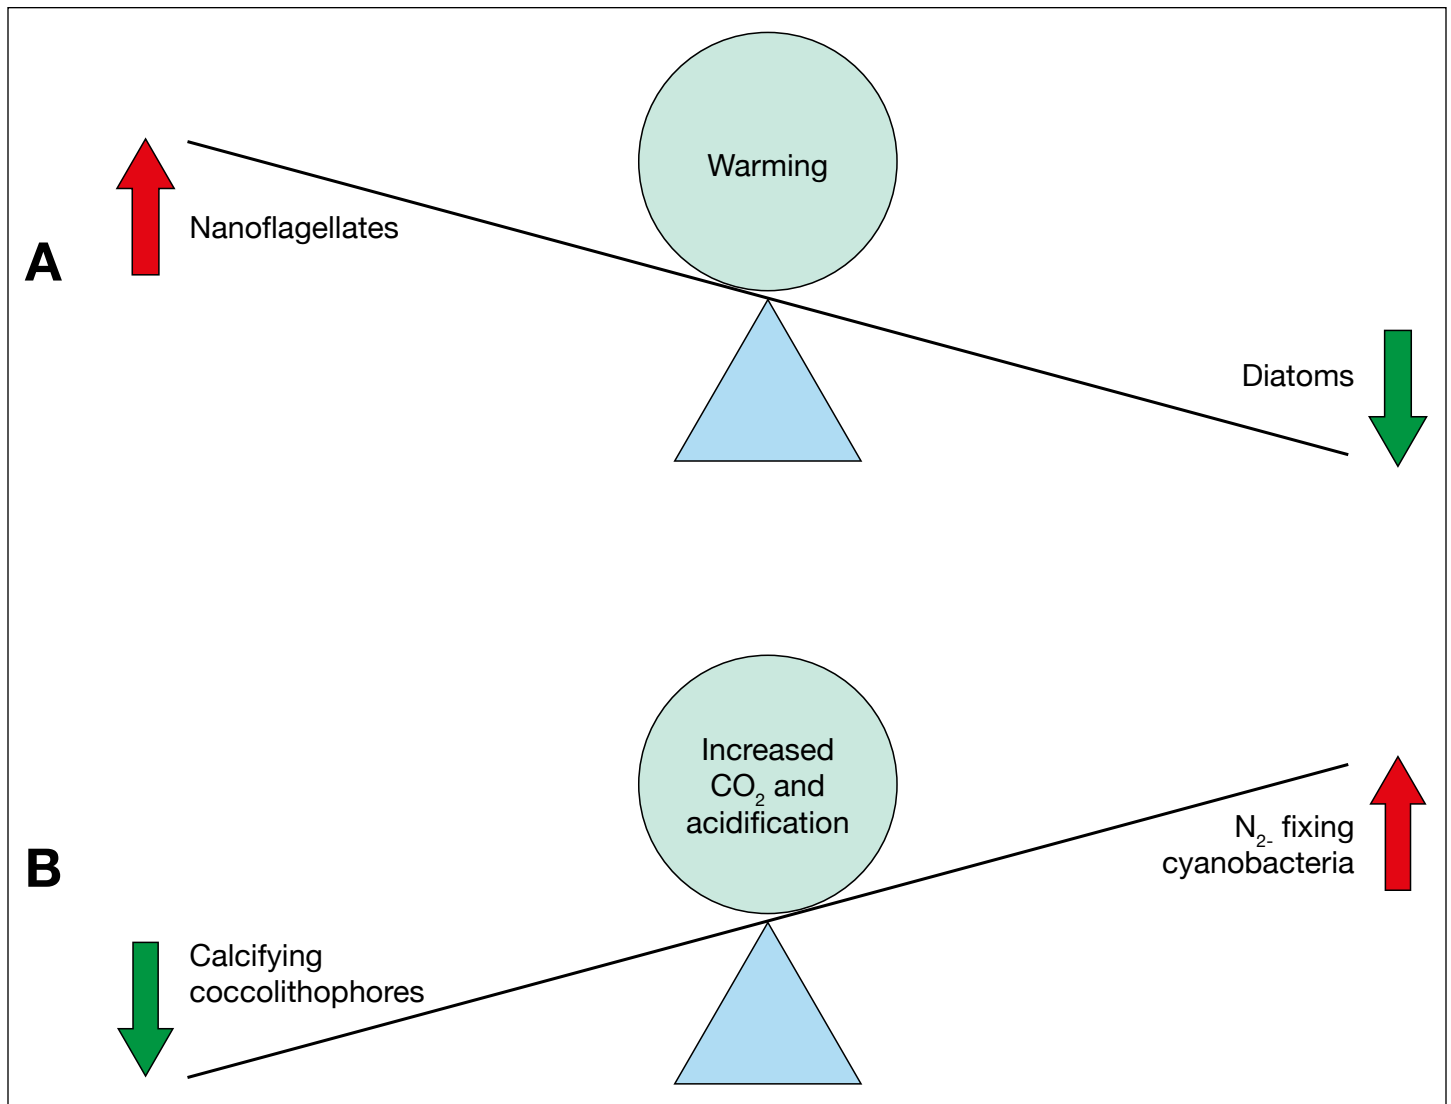 Warming
Nanoflagellates
A
Diatoms
Increased
CO₂ and
acidification
N₂₋ fixing
cyanobacteria
B
Calcifying
coccolithophores